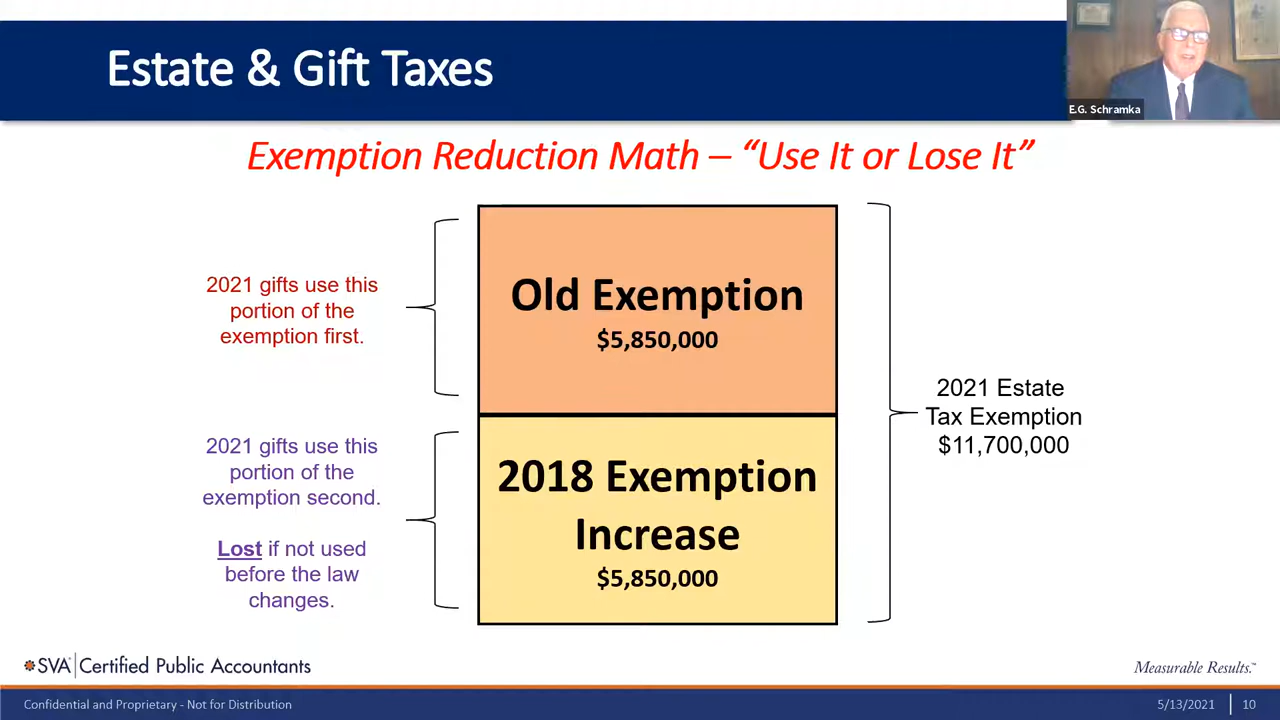 Estate & Gift Taxes
E.G. Schramka
Exemption Reduction Math – “Use It or Lose It”
2021 gifts use this
portion of the
exemption first.
Old Exemption
$5,850,000
2021 Estate
Tax Exemption
$11,700,000
2021 gifts use this
portion of the
exemption second.
Lost if not used
before the law
changes.
2018 Exemption
Increase
$5,850,000
SVA Certified Public Accountants
Measurable Results.™
Confidential and Proprietary - Not for Distribution
5/13/2021
10